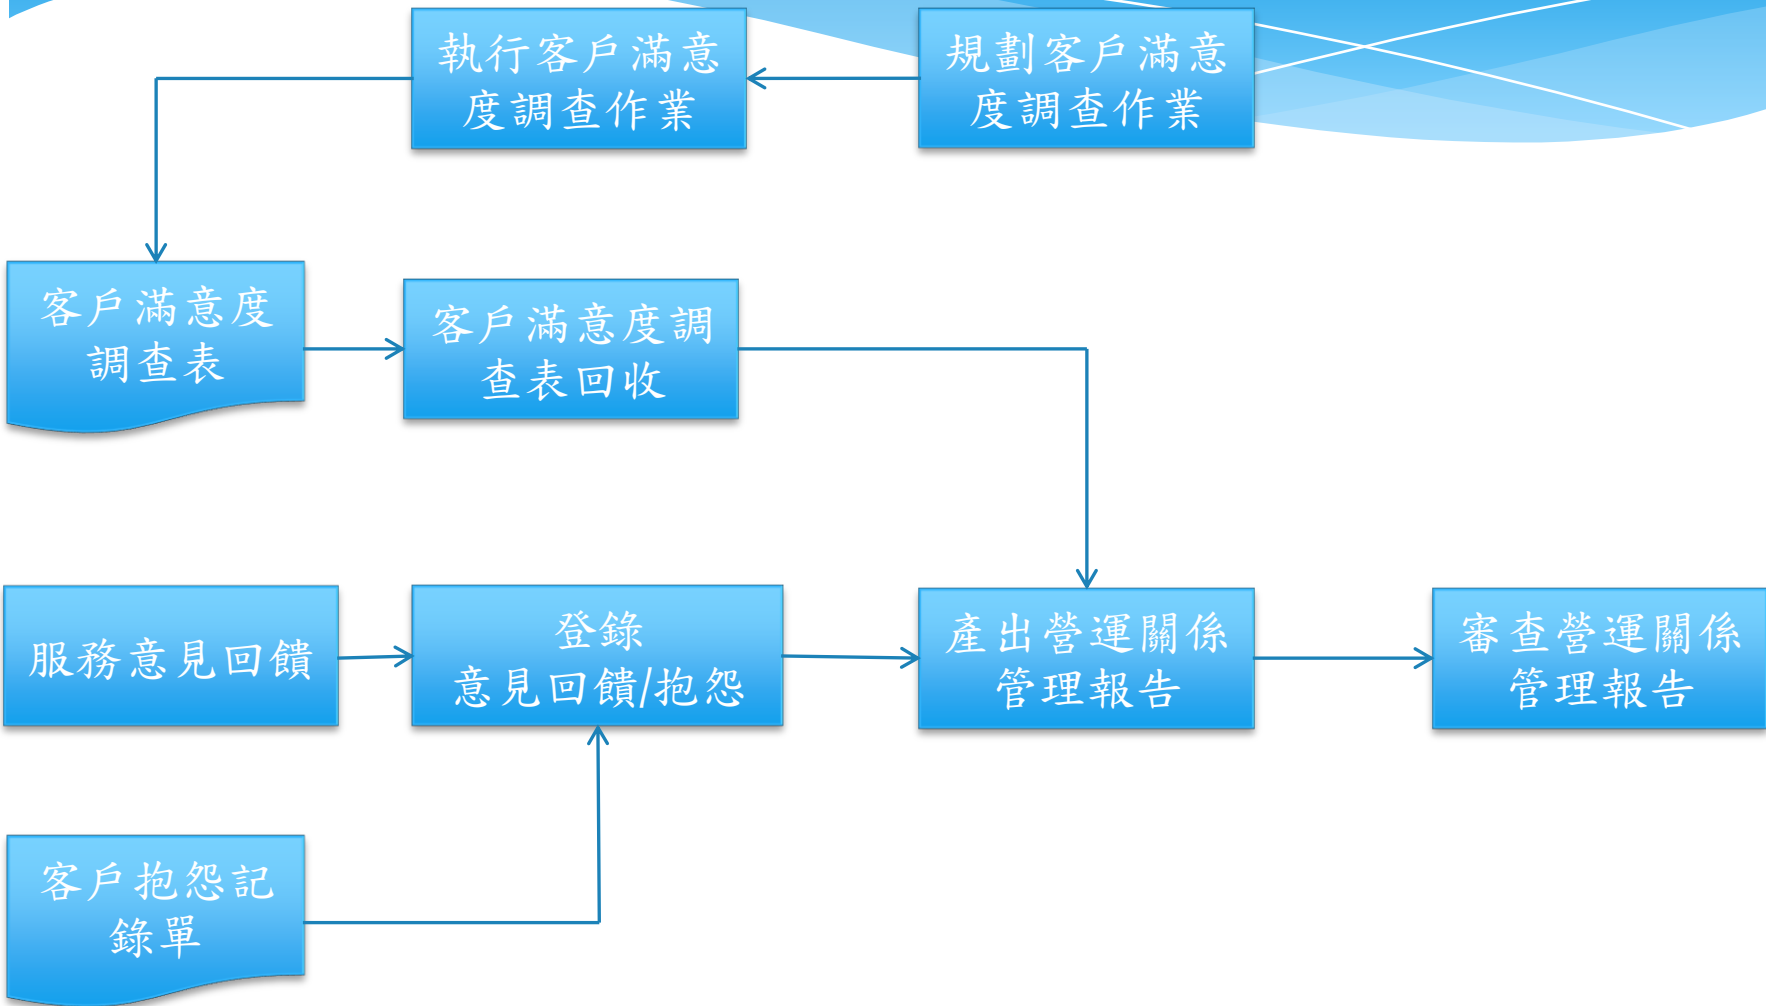 執行客戶滿意
度調查作業
規劃客戶滿意
度調查作業
客戶滿意度
調查表
客戶滿意度調
查表回收
服務意見回饋
登錄
意見回饋/抱怨
產出營運關係
管理報告
審查營運關係
管理報告
客戶抱怨記
錄單